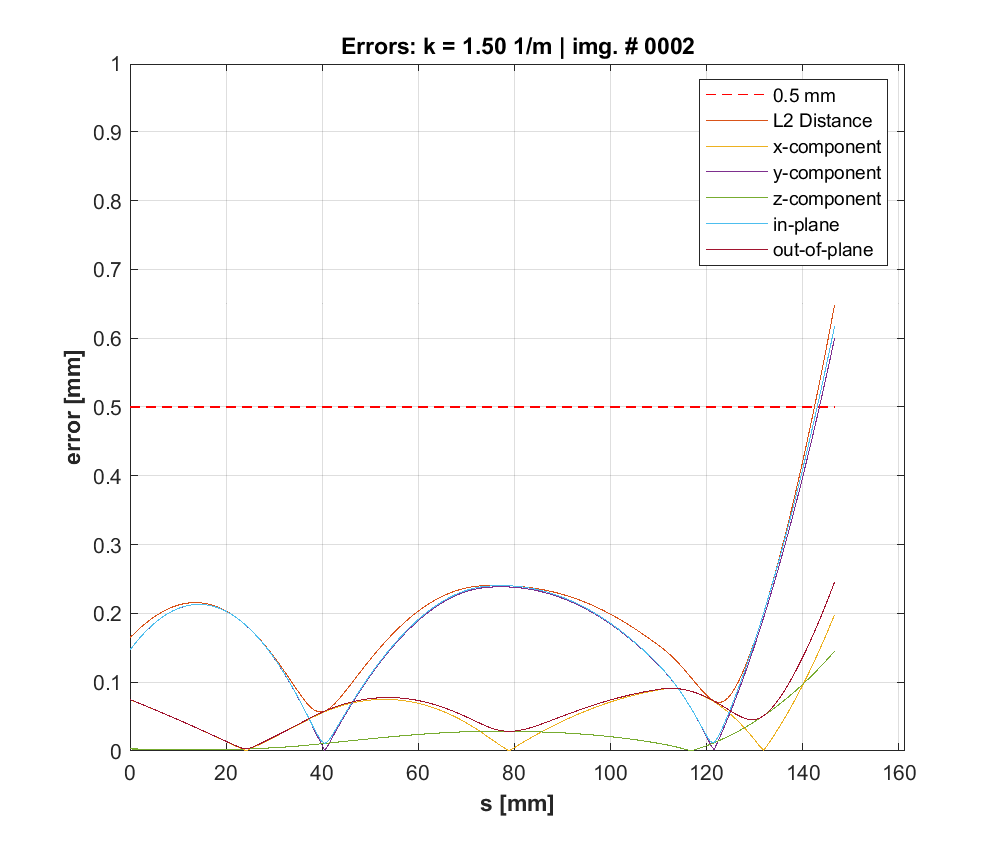 Errors: k = 1.50 1/m | img. # 0002
1
0.9
0.8
0.7
0.6
0.5
0.4
0.3
0.2
0.1
0
error [mm]
0.5 mm
L2 Distance
x-component
y-component
z-component
in-plane
out-of-plane
0 20 40 60 80 100 120 140 160
s [mm]